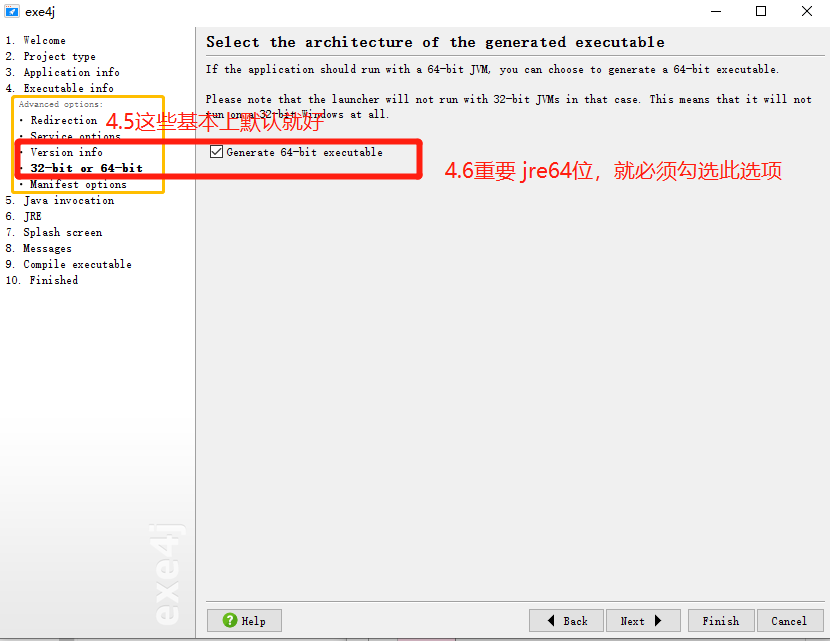 exe4j
1. Welcome
2. Project type
3. Application info
4. Executable info
Advanced options:
· Redirection
· Service options
· Version info
· 32-bit or 64-bit
· Manifest options
5. Java invocation
6. JRE
7. Splash screen
8. Messages
9. Compile executable
10. Finished
exe4j
4.5这些基本上默认就好
Select the architecture of the generated executable
If the application should run with a 64-bit JVM, you can choose to generate a 64-bit executable.
Please note that the launcher will not run with 32-bit JVMs in that case. This means that it will not
run on a 32-bit Windows at all.
Generate 64-bit executable
4.6重要 jre64位，就必须勾选此选项
Help
Back
Next
Finish
Cancel